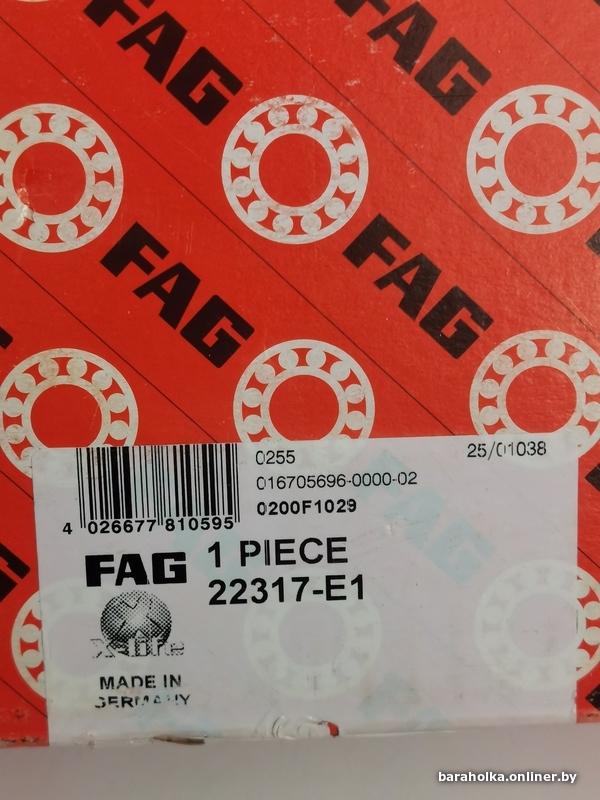 FAG
FAG
FAG
FAG
0255
25/01038
016705696-0000-02
0200F1029
4 026677 810595
FAG
1 PIECE
22317-E1
X-life
MADE IN
GERMANY
baraholka.onliner.by